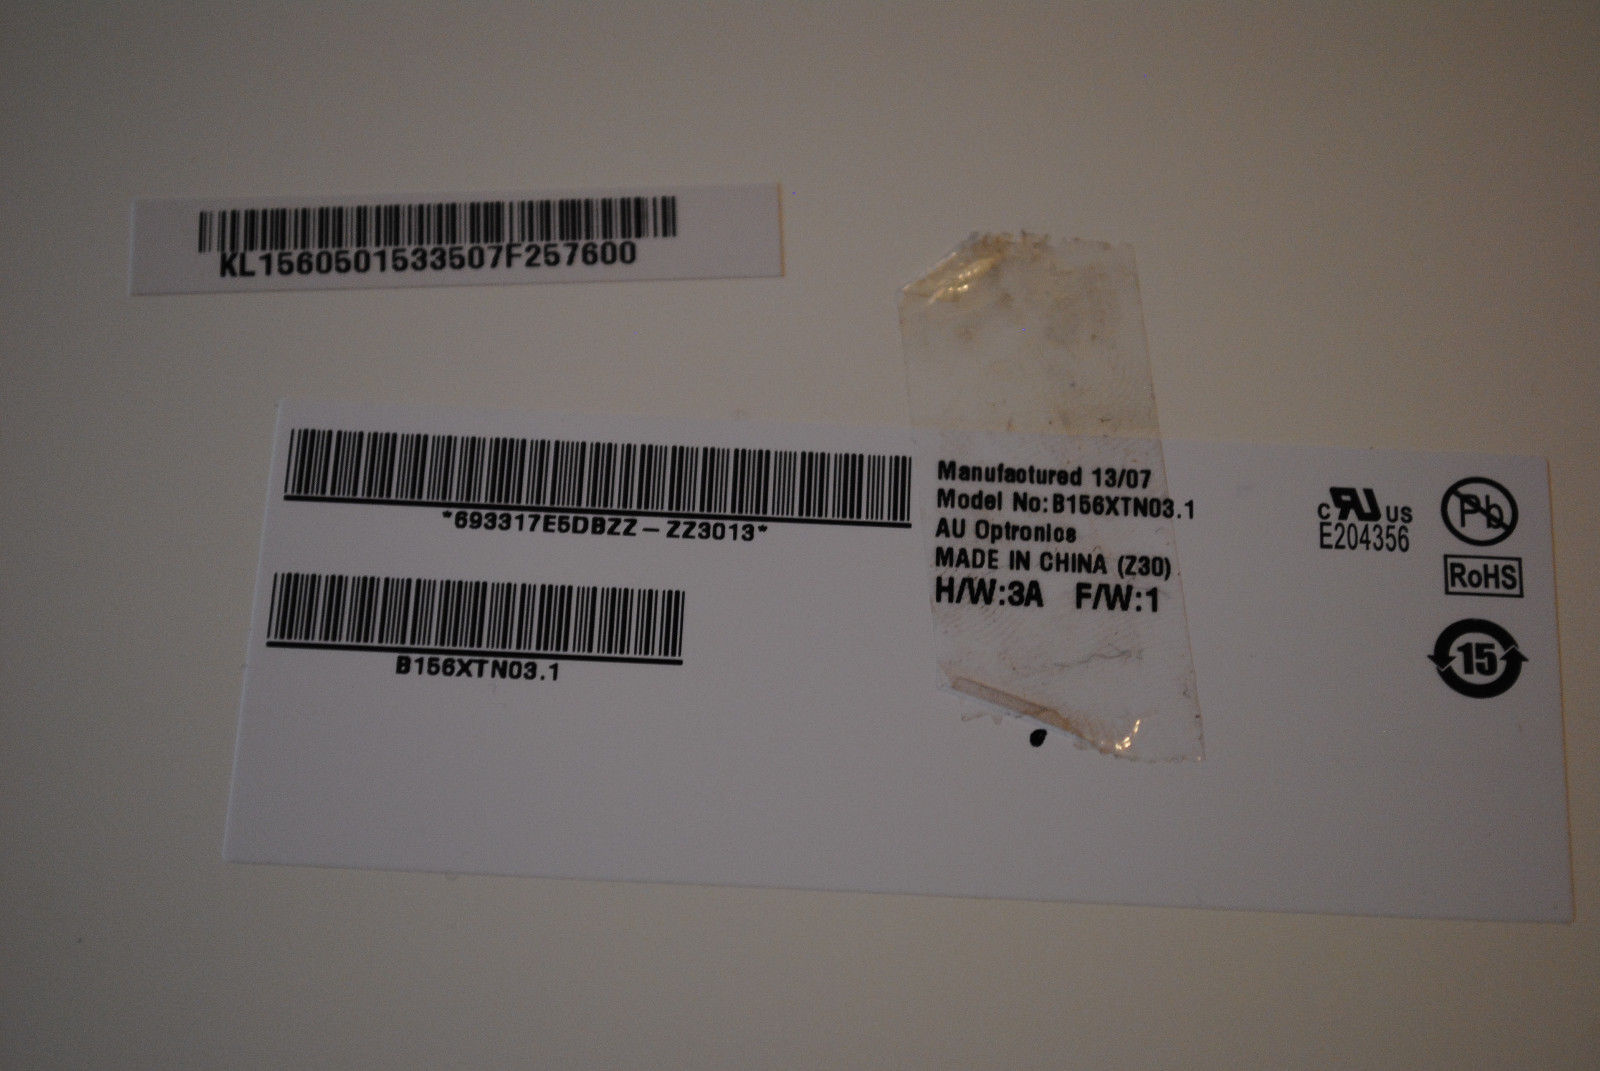 KL1560501533507F257600
*693317E5DBZZ-ZZ3013*
B156XTN03.1
Manufactured 13/07
Model No:B156XTN03.1
AU Optronics
MADE IN CHINA (Z30)
H/W:3A F/W:1
c RU US
E204356
Pb
RoHS
15